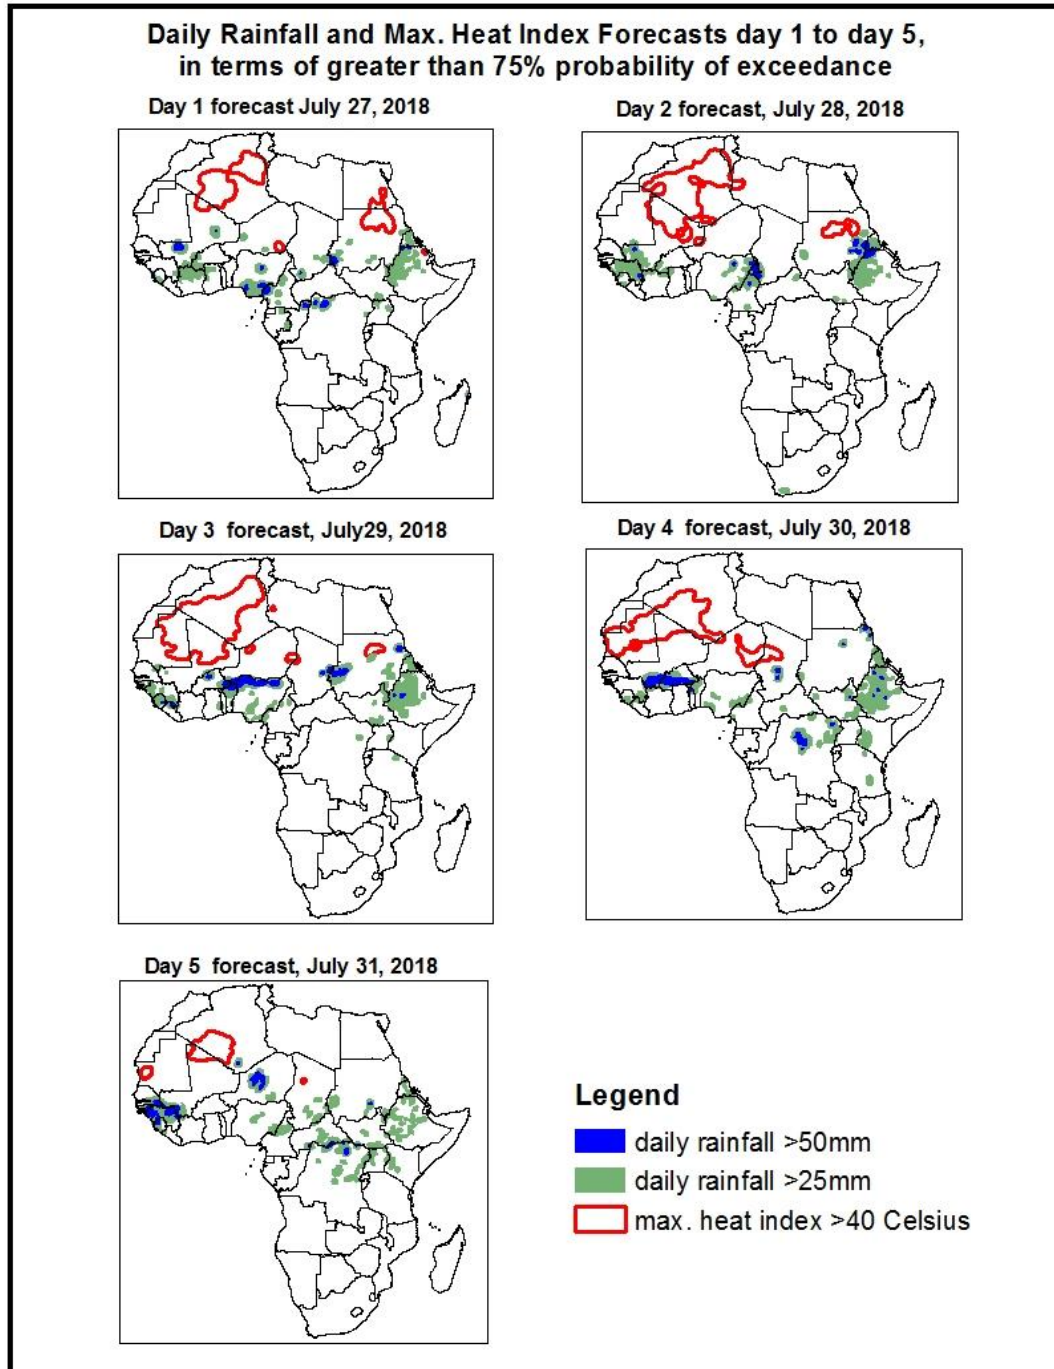 Daily Rainfall and Max. Heat Index Forecasts day 1 to day 5,
in terms of greater than 75% probability of exceedance
Day 1 forecast July 27, 2018
Day 2 forecast, July 28, 2018
Day 3 forecast, July29, 2018
Day 4 forecast, July 30, 2018
Day 5 forecast, July 31, 2018
Legend
daily rainfall >50mm
daily rainfall >25mm
max. heat index >40 Celsius